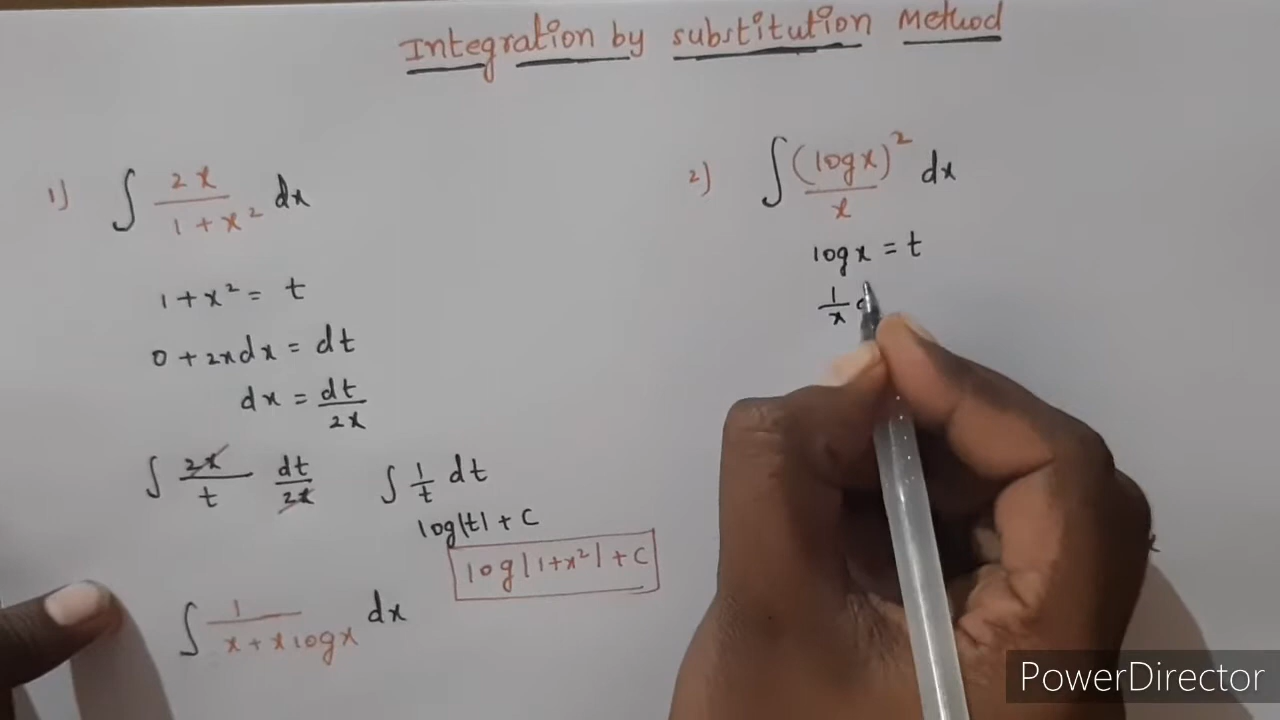 Integration by substitution Method
1) ∫ 2x / 1 + x² dx
1 + x² = t
0 + 2x dx = dt
dx = dt / 2x
∫ 2x / t dt / 2x ∫ 1/t dt
log|t| + c
log|1+x²| + c
∫ 1 / x + x log x dx
2) ∫ (log x)² / x dx
log x = t
1/x
PowerDirector